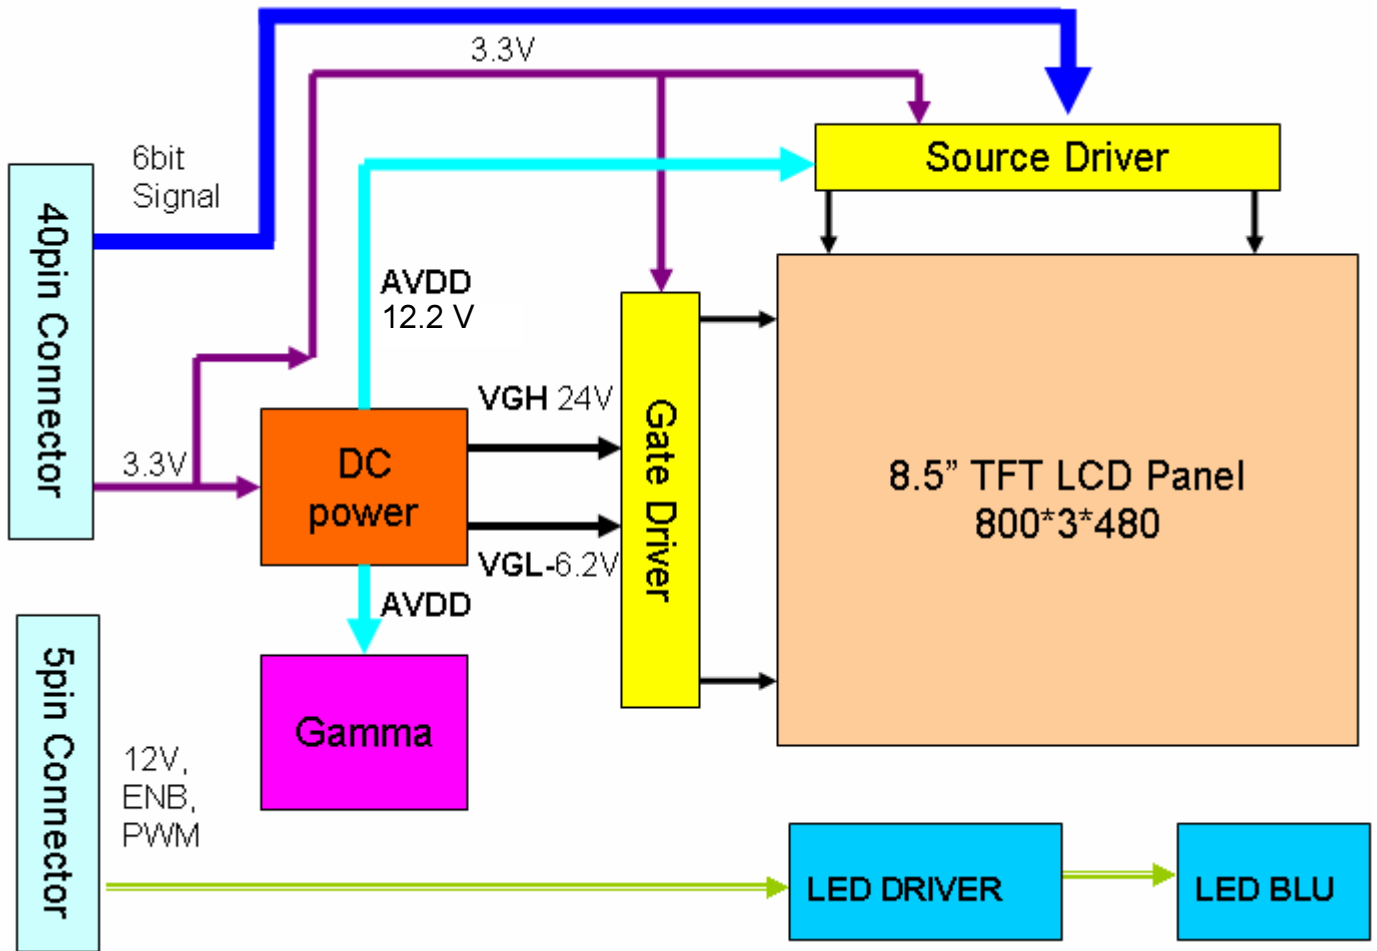 3.3V
6bit
Signal
Source Driver
40pin Connector
AVDD
12.2 V
VGH 24V
Gate Driver
3.3V
DC
power
8.5” TFT LCD Panel
800*3*480
VGL-6.2V
AVDD
5pin Connector
Gamma
12V,
ENB,
PWM
LED DRIVER
LED BLU